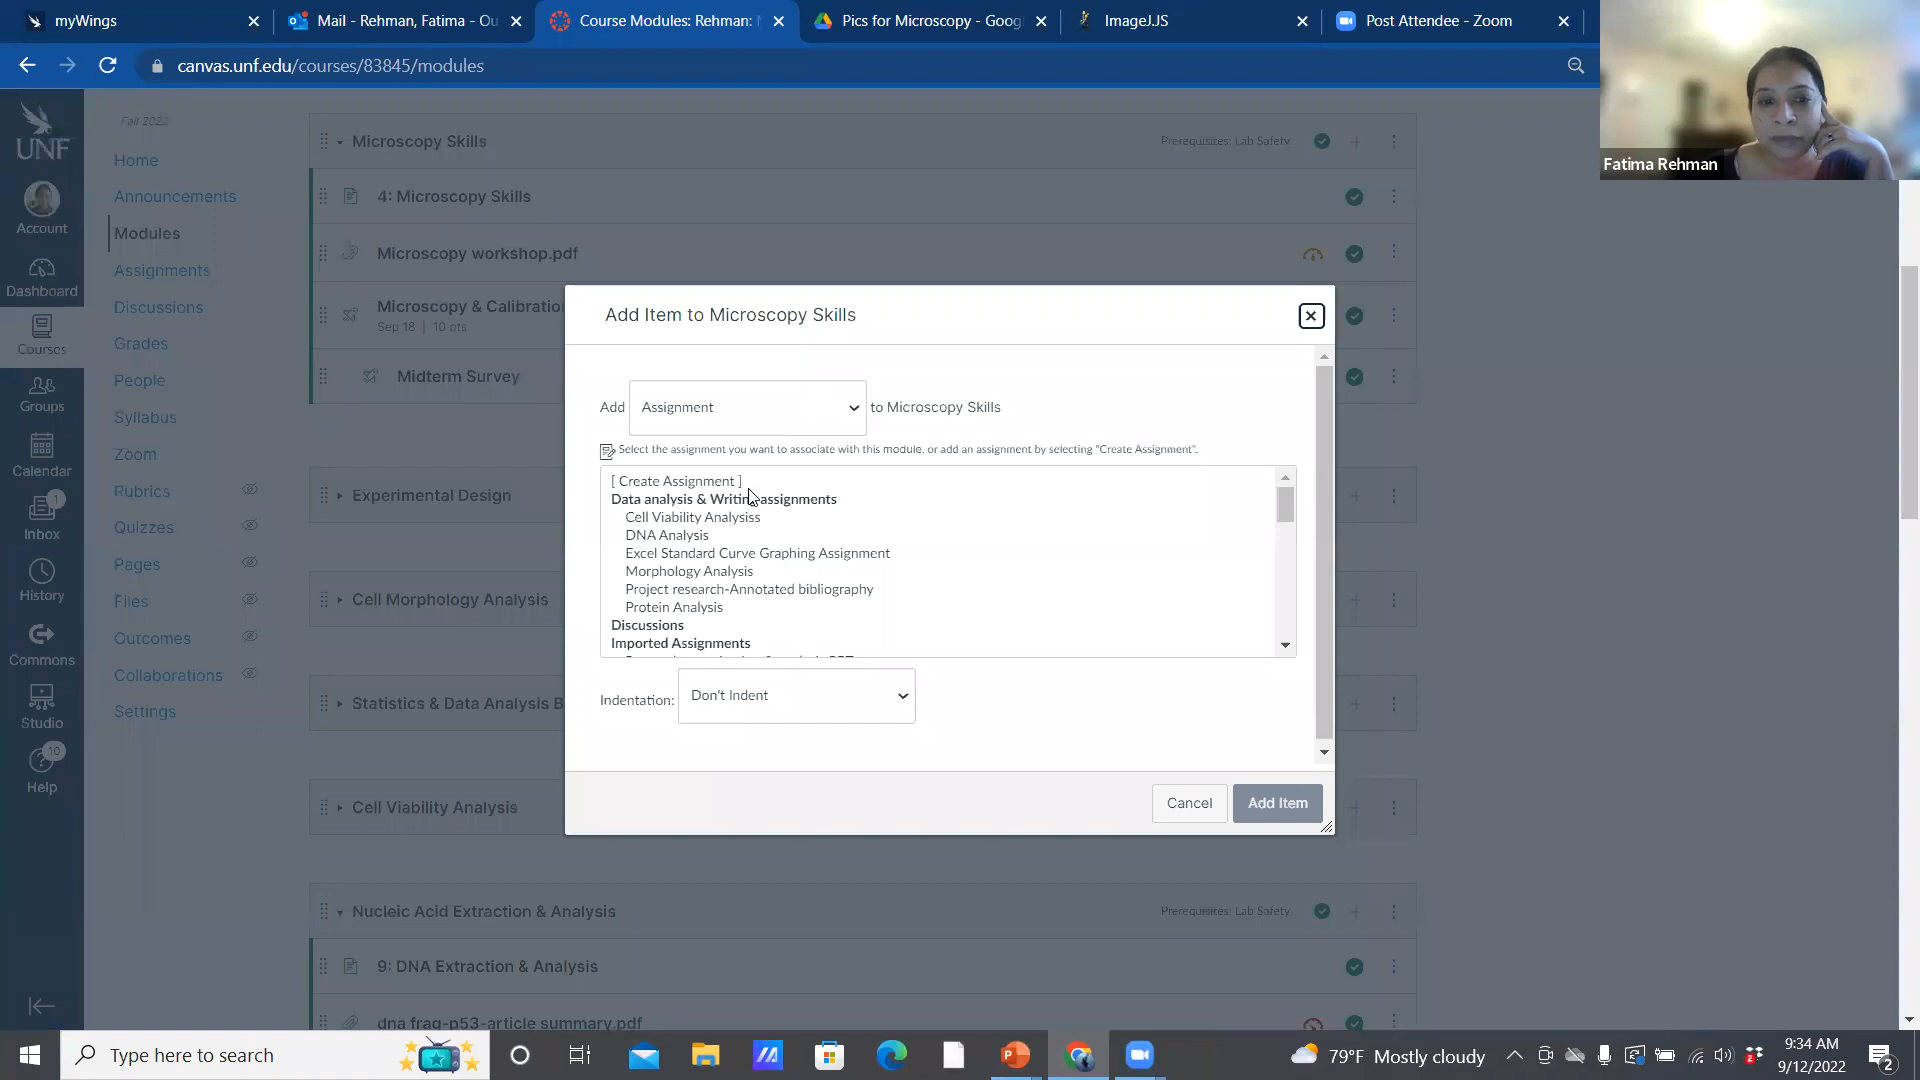 myWings
Mail - Rehman, Fatima - Ou
Course Modules: Rehman:
Pics for Microscopy - Goog
ImageJ.JS
Post Attendee - Zoom
canvas.unf.edu/courses/83845/modules
Fatima Rehman
UNF
Account
Dashboard
Courses
Groups
Calendar
1
Inbox
History
Commons
Studio
10
Help
Fall 2022
Home
Announcements
Modules
Assignments
Discussions
Grades
People
Syllabus
Zoom
Rubrics
Quizzes
Pages
Files
Outcomes
Collaborations
Settings
Microscopy Skills
Prerequisites: Lab Safety
4: Microscopy Skills
Microscopy workshop.pdf
Microscopy & Calibratio
Sep 18 | 10 pts
Midterm Survey
Experimental Design
Cell Morphology Analysis
Statistics & Data Analysis B
Cell Viability Analysis
Nucleic Acid Extraction & Analysis
Prerequisites: Lab Safety
9: DNA Extraction & Analysis
dna frag-p53-article summary.pdf
Add Item to Microscopy Skills
Add Assignment to Microscopy Skills
Select the assignment you want to associate with this module, or add an assignment by selecting "Create Assignment".
[ Create Assignment ]
Data analysis & Writing assignments
Cell Viability Analysiss
DNA Analysis
Excel Standard Curve Graphing Assignment
Morphology Analysis
Project research-Annotated bibliography
Protein Analysis
Discussions
Imported Assignments
Indentation: Don't Indent
Cancel
Add Item
Type here to search
79°F Mostly cloudy
9:34 AM
9/12/2022
2